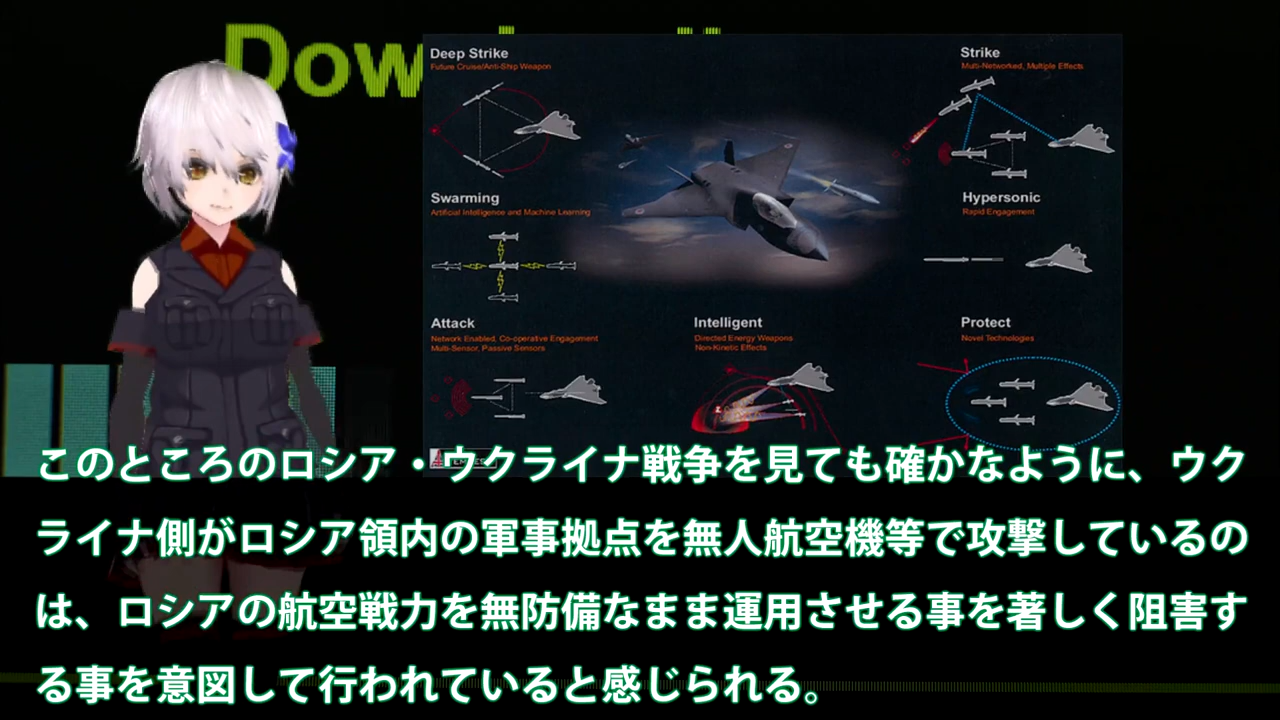 Dow
Deep Strike
Future Cruise/Anti-Ship Weapon
Strike
Multi-Networked, Multiple Effects
Swarming
Artificial Intelligence and Machine Learning
Hypersonic
Rapid Engagement
Attack
Network Enabled, Co-operative Engagement
Multi-Sensor, Passive Sensors
Intelligent
Directed Energy Weapons
Non-Kinetic Effects
Protect
Novel Technologies
このところのロシア・ウクライナ戦争を見ても確かなように、ウク
ライナ側がロシア領内の軍事拠点を無人航空機等で攻撃しているの
は、ロシアの航空戦力を無防備なまま運用させる事を著しく阻害す
る事を意図して行われていると感じられる。